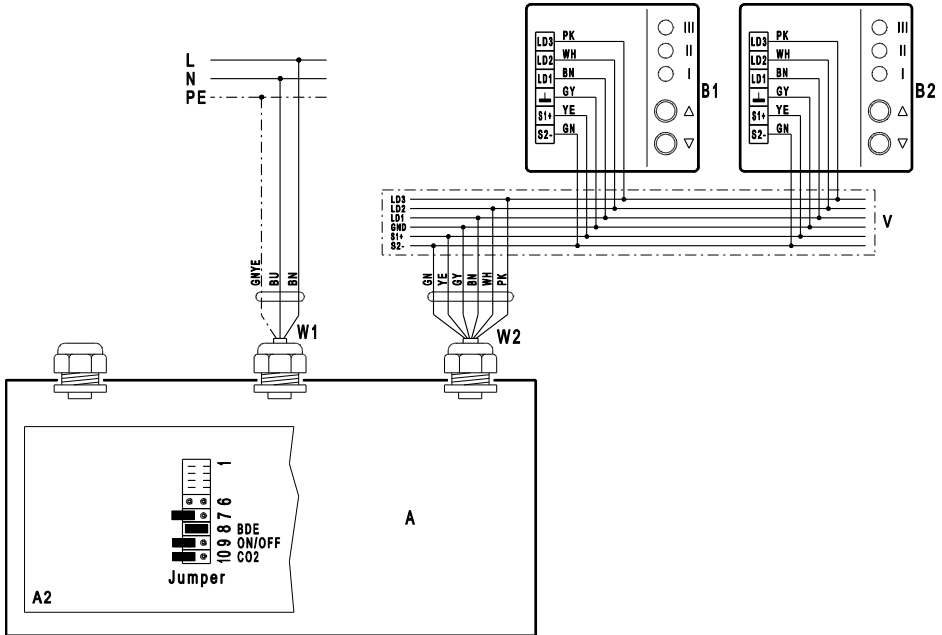 L
N
PE
LD3 PK
LD2 WH
LD1 BN
GY
S1+ YE
S2- GN
III
II
I
B1
LD3 PK
LD2 WH
LD1 BN
GY
S1+ YE
S2- GN
III
II
I
B2
LD3
LD2
LD1
GND
S1+
S2-
V
GNYE
BU
BN
W1
GN
YE
GY
BN
WH
PK
W2
1
6
7
8 BDE
9 ON/OFF
10 CO2
Jumper
A
A2